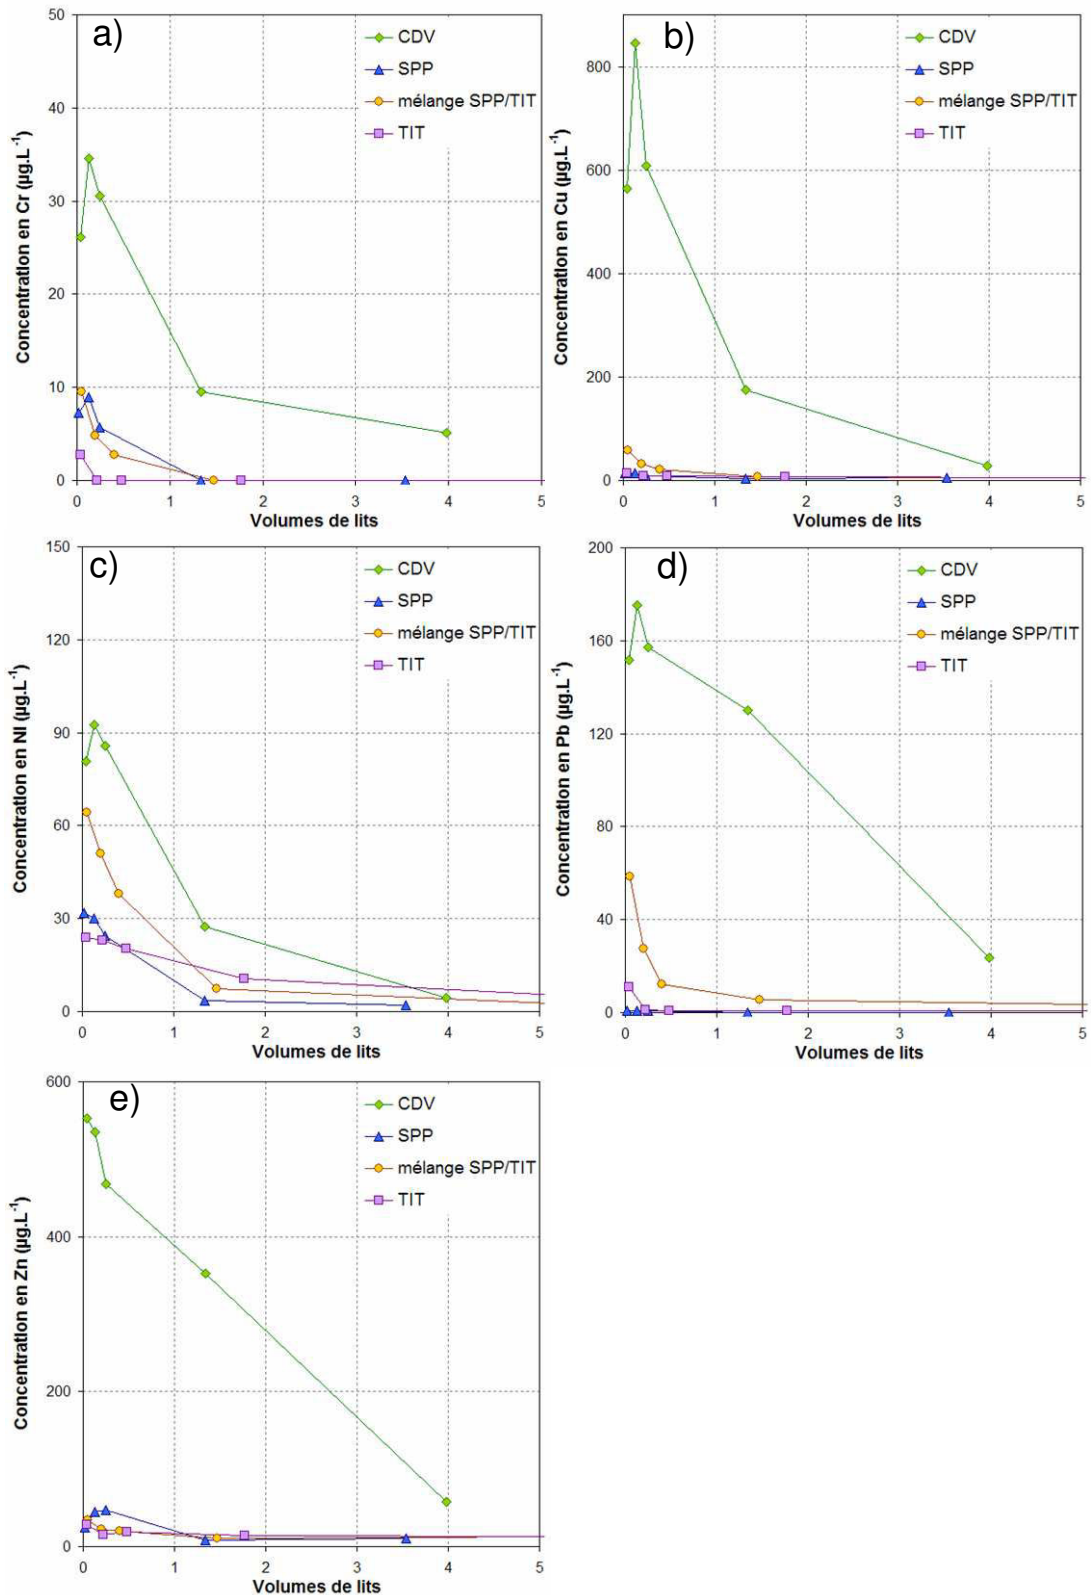 a)
50
40
30
20
10
0
Concentration en Cr (µg.L⁻¹)
CDV
SPP
mélange SPP/TIT
TIT
0 1 2 3 4 5
Volumes de lits
b)
800
600
400
200
0
Concentration en Cu (µg.L⁻¹)
CDV
SPP
mélange SPP/TIT
TIT
0 1 2 3 4 5
Volumes de lits
c)
150
120
90
60
30
0
Concentration en NI (µg.L⁻¹)
CDV
SPP
mélange SPP/TIT
TIT
0 1 2 3 4 5
Volumes de lits
d)
200
160
120
80
40
0
Concentration en Pb (µg.L⁻¹)
CDV
SPP
mélange SPP/TIT
TIT
0 1 2 3 4 5
Volumes de lits
e)
600
400
200
0
Concentration en Zn (µg.L⁻¹)
CDV
SPP
mélange SPP/TIT
TIT
0 1 2 3 4 5
Volumes de lits